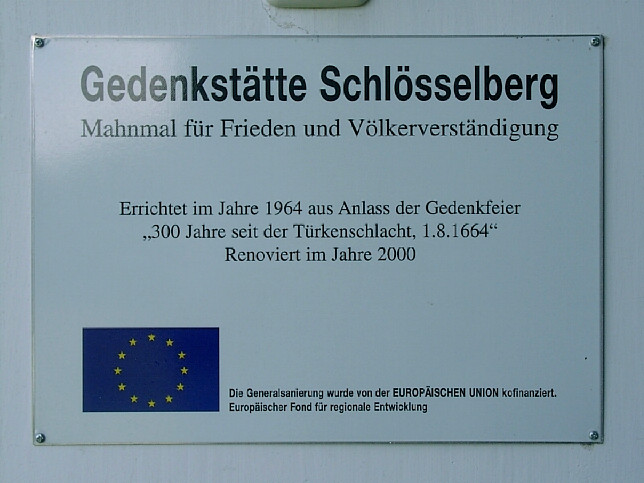 Gedenkstätte Schlösselberg
Mahnmal für Frieden und Völkerverständigung
Errichtet im Jahre 1964 aus Anlass der Gedenkfeier
„300 Jahre seit der Türkenschlacht, 1.8.1664“
Renoviert im Jahre 2000
Die Generalsanierung wurde von der EUROPÄISCHEN UNION kofinanziert.
Europäischer Fond für regionale Entwicklung